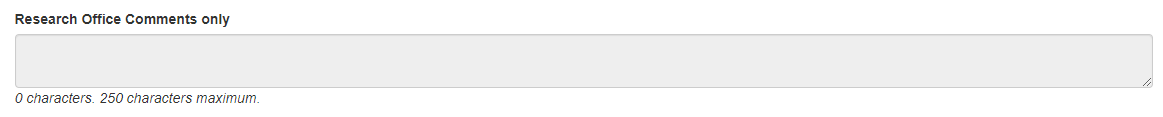 Research Office Comments only
0 characters. 250 characters maximum.